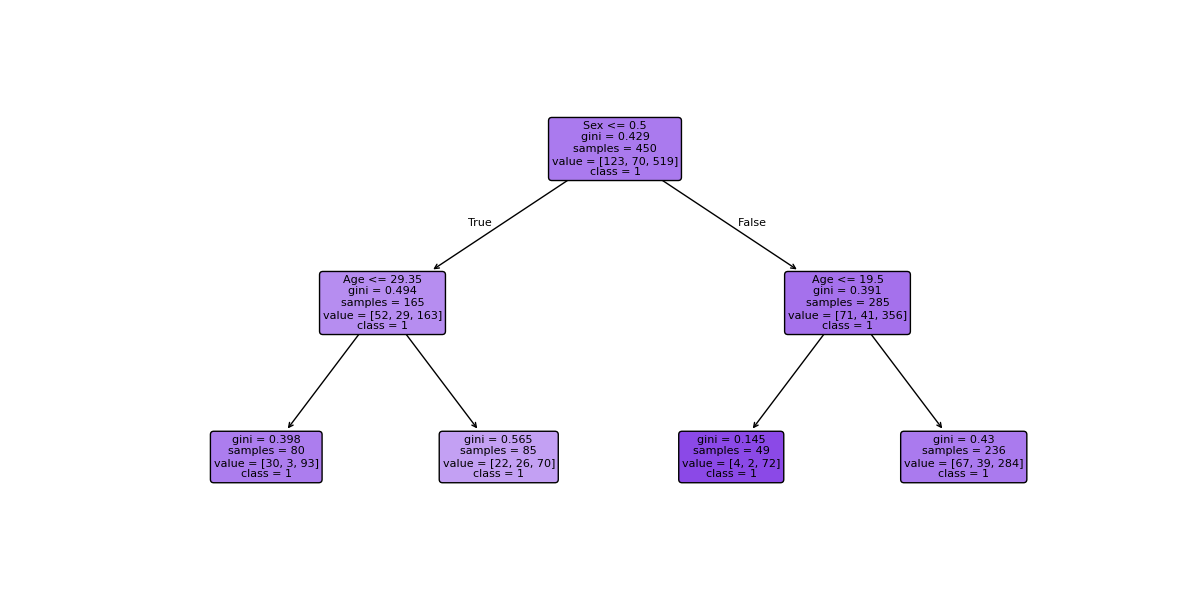 Sex <= 0.5
gini = 0.429
samples = 450
value = [123, 70, 519]
class = 1
True
False
Age <= 29.35
gini = 0.494
samples = 165
value = [52, 29, 163]
class = 1
Age <= 19.5
gini = 0.391
samples = 285
value = [71, 41, 356]
class = 1
gini = 0.398
samples = 80
value = [30, 3, 93]
class = 1
gini = 0.565
samples = 85
value = [22, 26, 70]
class = 1
gini = 0.145
samples = 49
value = [4, 2, 72]
class = 1
gini = 0.43
samples = 236
value = [67, 39, 284]
class = 1